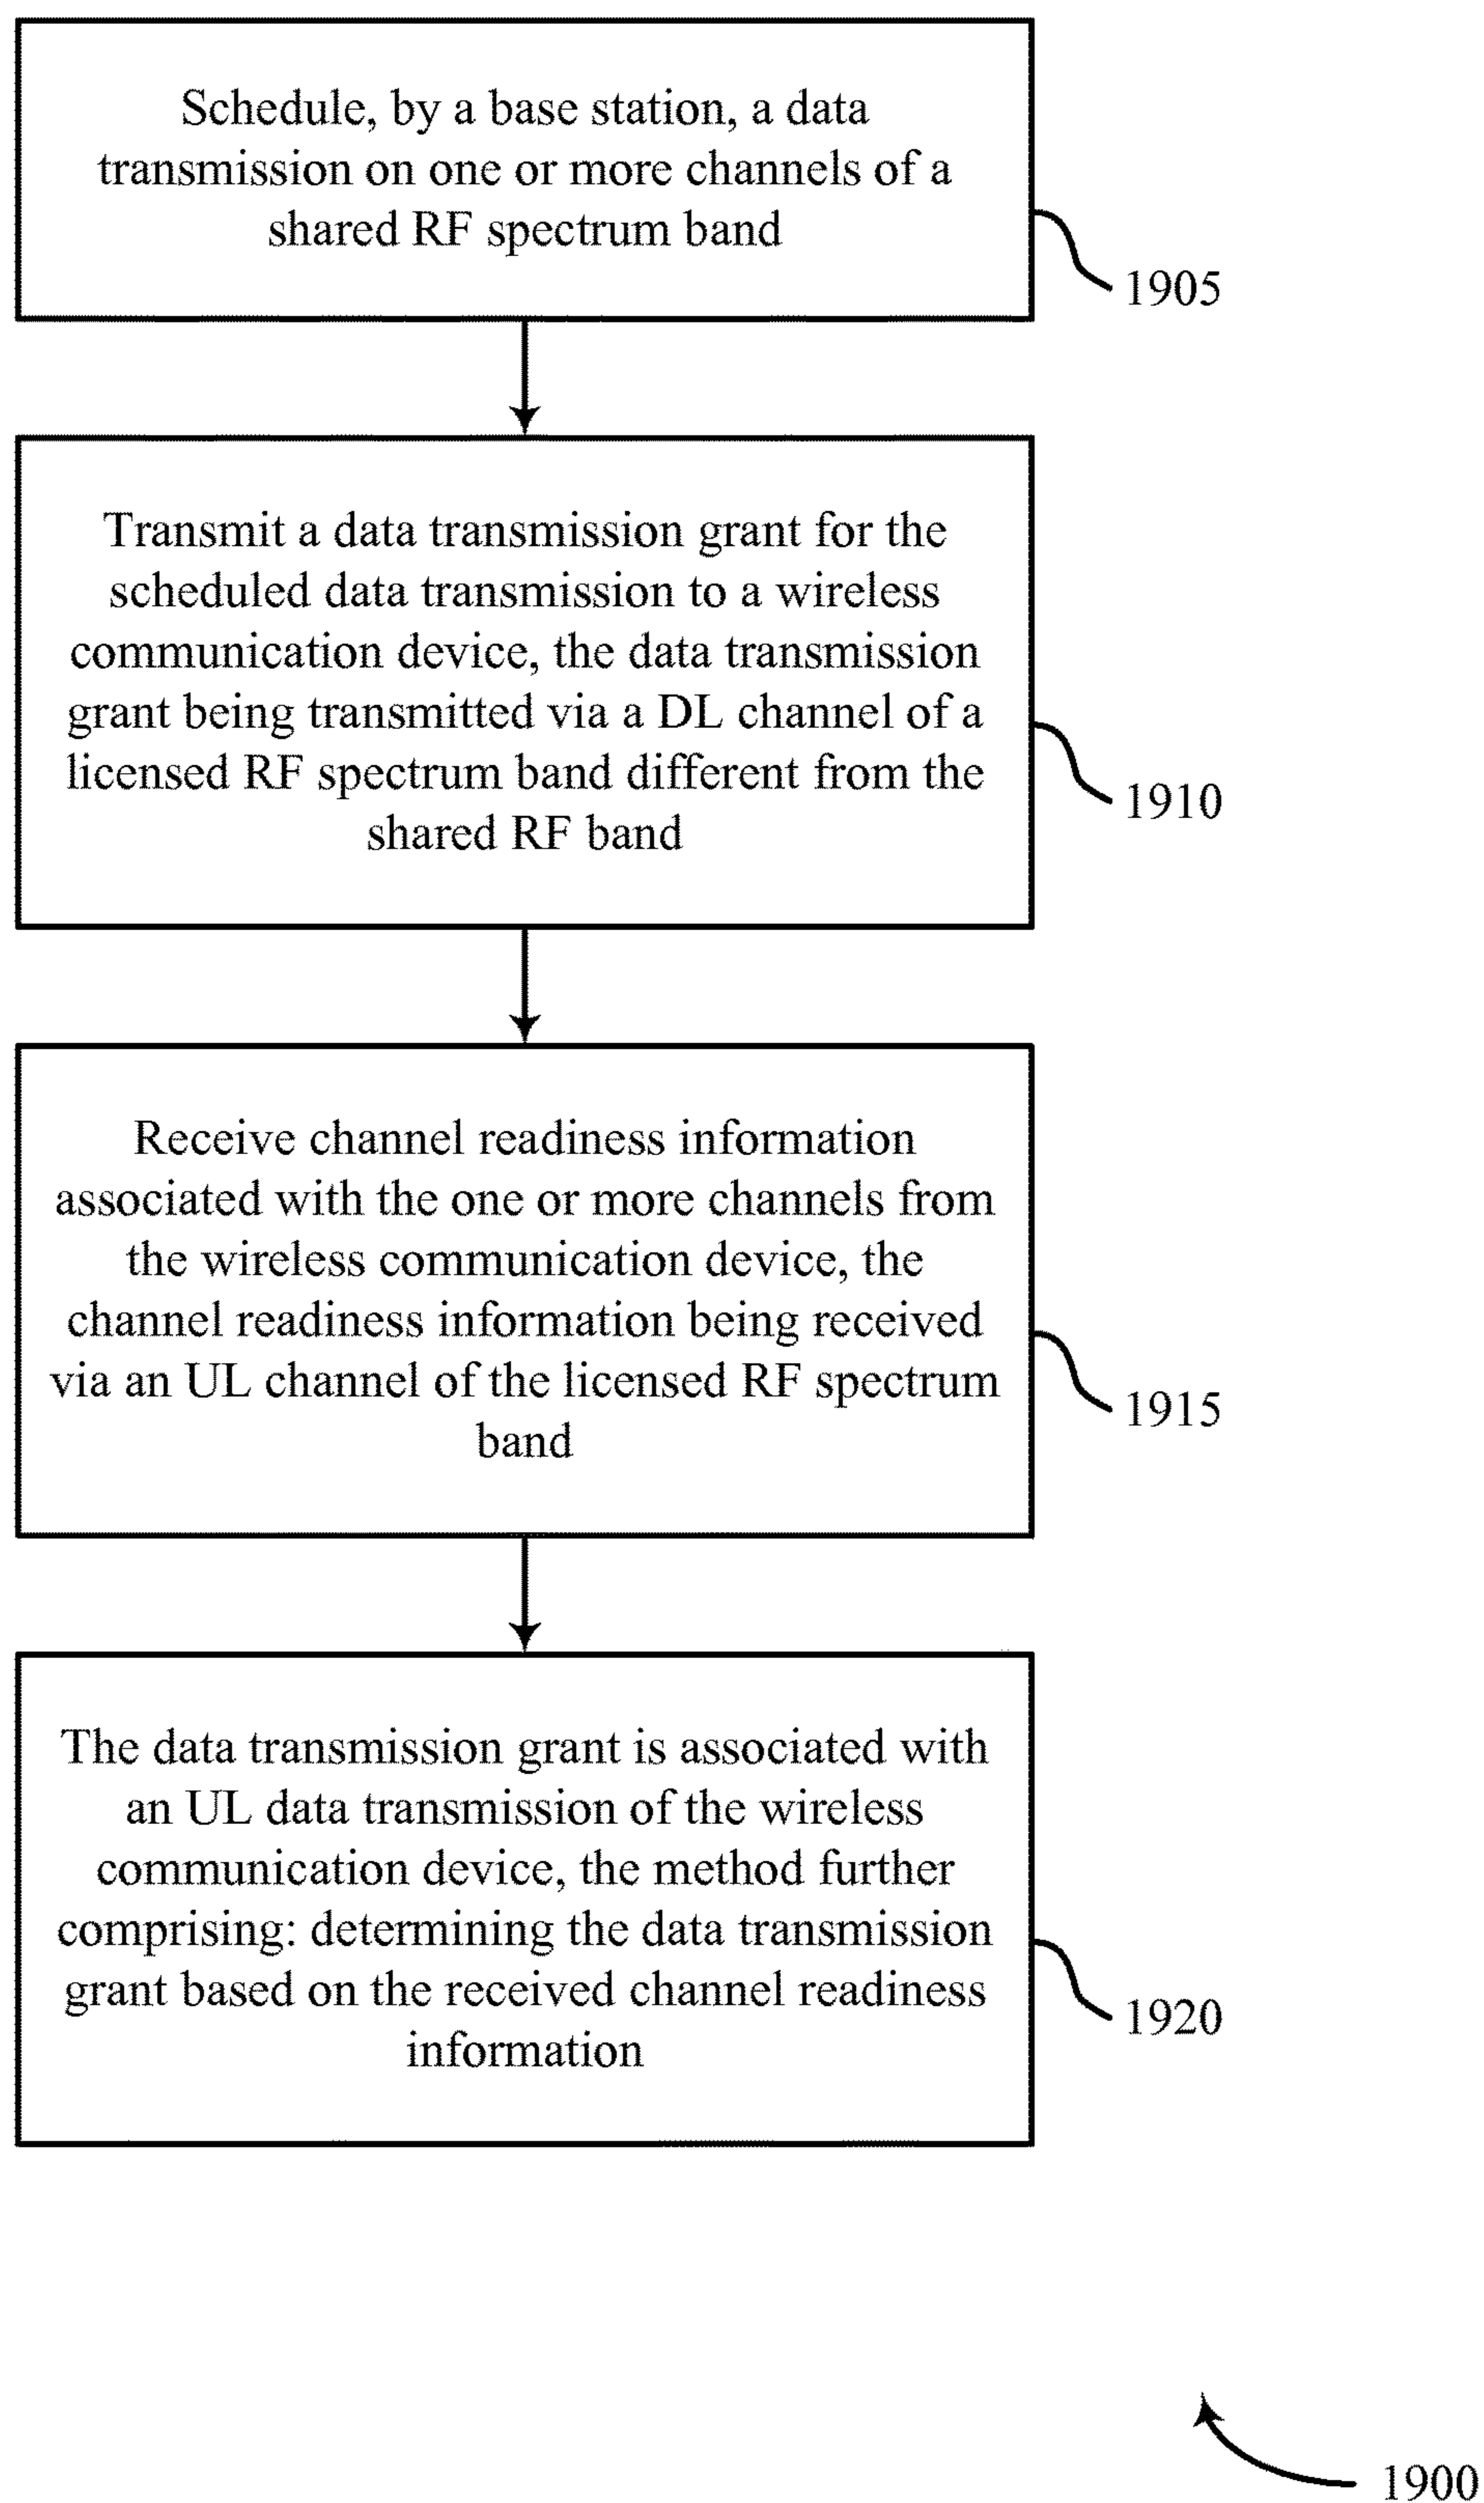 Schedule, by a base station, a data
transmission on one or more channels of a
shared RF spectrum band
1905
Transmit a data transmission grant for the
scheduled data transmission to a wireless
communication device, the data transmission
grant being transmitted via a DL channel of a
licensed RF spectrum band different from the
shared RF band
1910
Receive channel readiness information
associated with the one or more channels from
the wireless communication device, the
channel readiness information being received
via an UL channel of the licensed RF spectrum
band
1915
The data transmission grant is associated with
an UL data transmission of the wireless
communication device, the method further
comprising: determining the data transmission
grant based on the received channel readiness
information
1920
1900